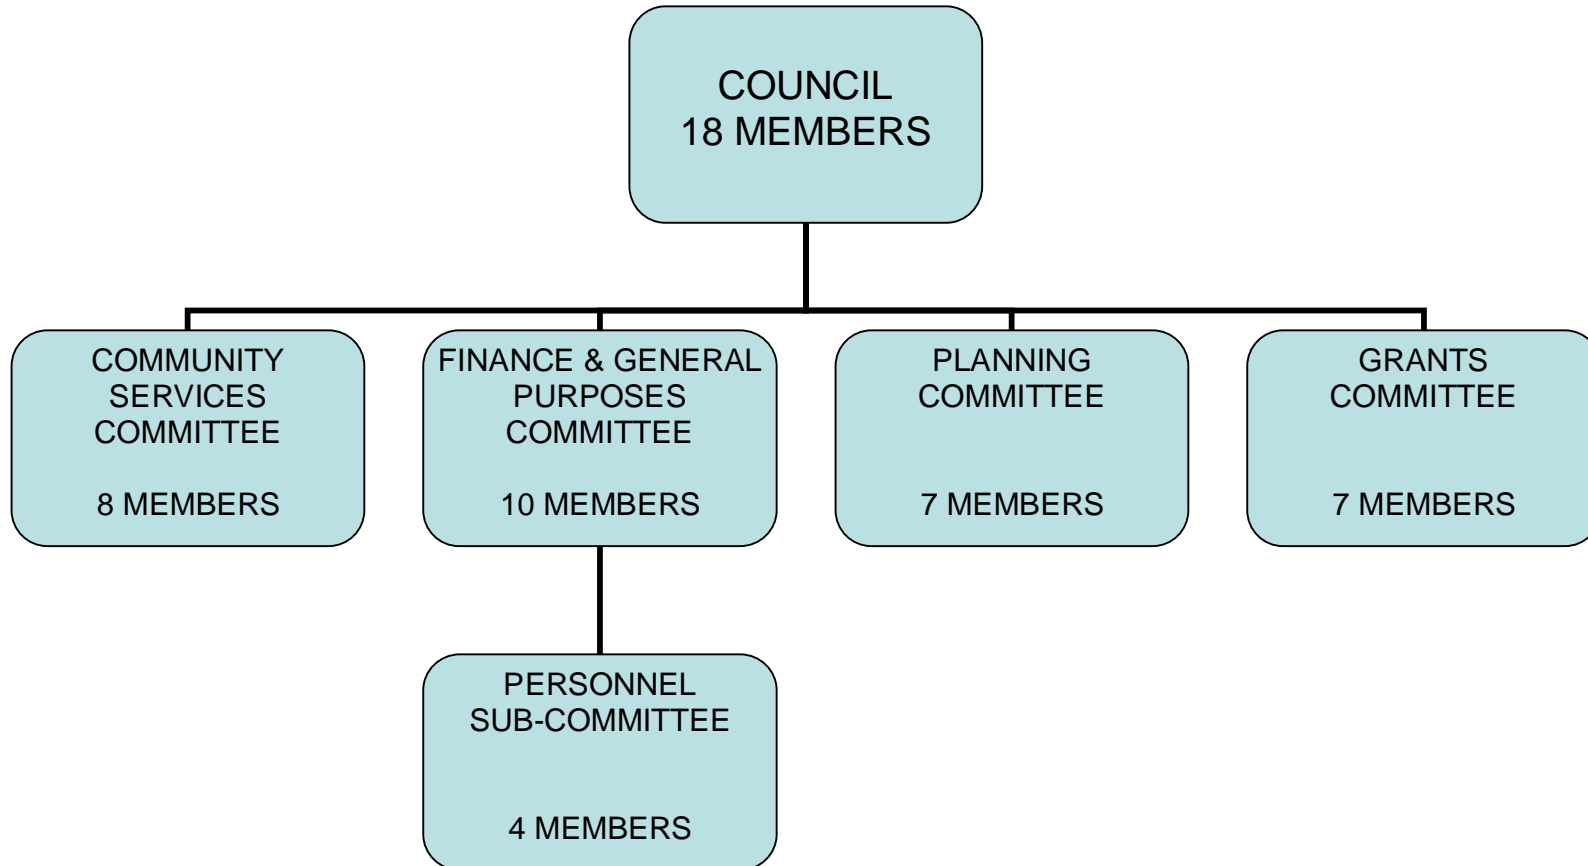 COUNCIL
18 MEMBERS
COMMUNITY
SERVICES
COMMITTEE
8 MEMBERS
FINANCE & GENERAL
PURPOSES
COMMITTEE
10 MEMBERS
PLANNING
COMMITTEE
7 MEMBERS
GRANTS
COMMITTEE
7 MEMBERS
PERSONNEL
SUB-COMMITTEE
4 MEMBERS